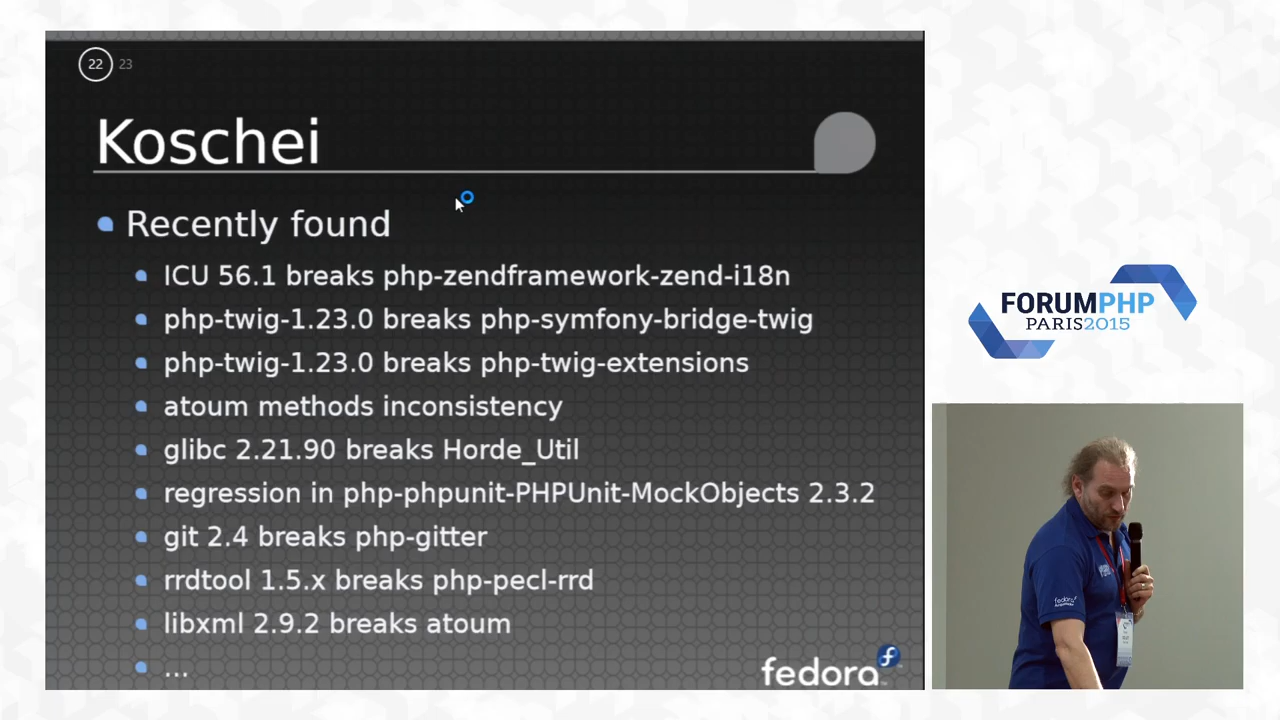 22 23
Koschei
Recently found
ICU 56.1 breaks php-zendframework-zend-i18n
php-twig-1.23.0 breaks php-symfony-bridge-twig
php-twig-1.23.0 breaks php-twig-extensions
atoum methods inconsistency
glibc 2.21.90 breaks Horde_Util
regression in php-phpunit-PHPUnit-MockObjects 2.3.2
git 2.4 breaks php-gitter
rrdtool 1.5.x breaks php-pecl-rrd
libxml 2.9.2 breaks atoum
...
fedora
FORUMPHP
PARIS2015
fedora